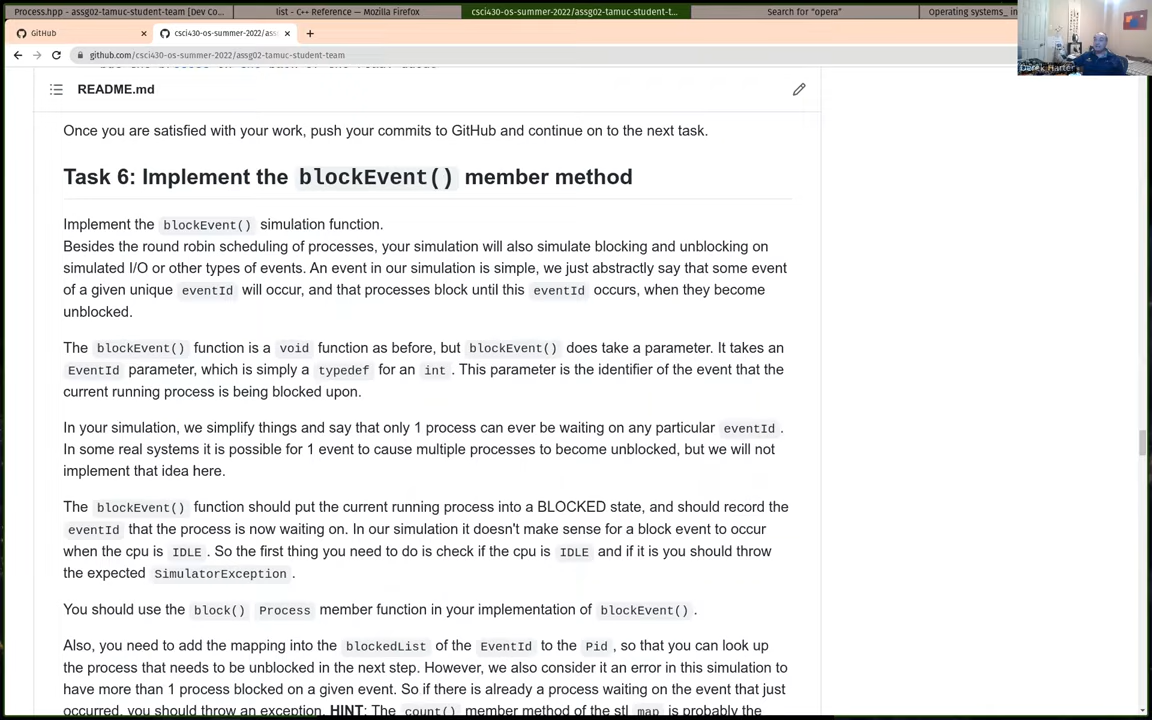 Process.hpp - assg02-tamuc-student-team [Dev Co...
list - C++ Reference — Mozilla Firefox
csci430-os-summer-2022/assg02-tamuc-student-t...
Search for "opera"
Operating systems_ in
GitHub
csci430-os-summer-2022/ass
github.com/csci430-os-summer-2022/assg02-tamuc-student-team
Derek Harter
README.md
Once you are satisfied with your work, push your commits to GitHub and continue on to the next task.
Task 6: Implement the blockEvent() member method
Implement the blockEvent() simulation function.
Besides the round robin scheduling of processes, your simulation will also simulate blocking and unblocking on
simulated I/O or other types of events. An event in our simulation is simple, we just abstractly say that some event
of a given unique eventId will occur, and that processes block until this eventId occurs, when they become
unblocked.
The blockEvent() function is a void function as before, but blockEvent() does take a parameter. It takes an
EventId parameter, which is simply a typedef for an int . This parameter is the identifier of the event that the
current running process is being blocked upon.
In your simulation, we simplify things and say that only 1 process can ever be waiting on any particular eventId .
In some real systems it is possible for 1 event to cause multiple processes to become unblocked, but we will not
implement that idea here.
The blockEvent() function should put the current running process into a BLOCKED state, and should record the
eventId that the process is now waiting on. In our simulation it doesn't make sense for a block event to occur
when the cpu is IDLE . So the first thing you need to do is check if the cpu is IDLE and if it is you should throw
the expected SimulatorException .
You should use the block() Process member function in your implementation of blockEvent() .
Also, you need to add the mapping into the blockedList of the EventId to the Pid , so that you can look up
the process that needs to be unblocked in the next step. However, we also consider it an error in this simulation to
have more than 1 process blocked on a given event. So if there is already a process waiting on the event that just
occurred, you should throw an exception. HINT: The count() member method of the stl map is probably the